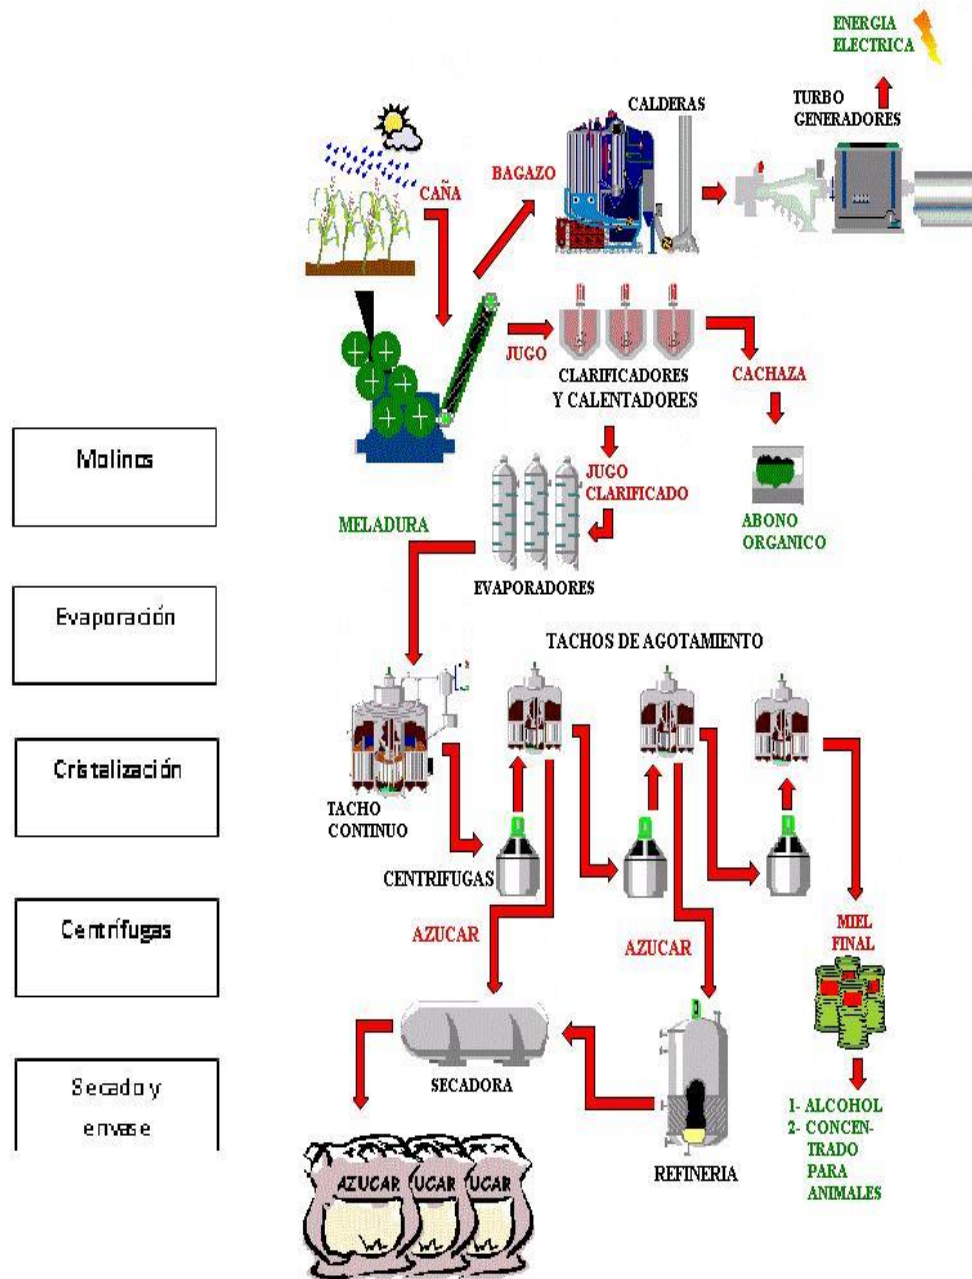 ENERGIA
ELECTRICA
TURBO
GENERADORES
CALDERAS
BAGAZO
CAÑA
JUGO
CLARIFICADORES
Y CALENTADORES
CACHAZA
JUGO
CLARIFICADO
ABONO
ORGANICO
MELADURA
EVAPORADORES
TACHOS DE AGOTAMIENTO
TACHO
CONTINUO
CENTRIFUGAS
AZUCAR
AZUCAR
MIEL
FINAL
SECADORA
REFINERIA
1- ALCOHOL
2- CONCEN-
TRADO
PARA
ANIMALES
AZUCAR
UCAR
UCAR
Molinos
Evaporación
Cristalización
Centrífugas
Secado y
envase